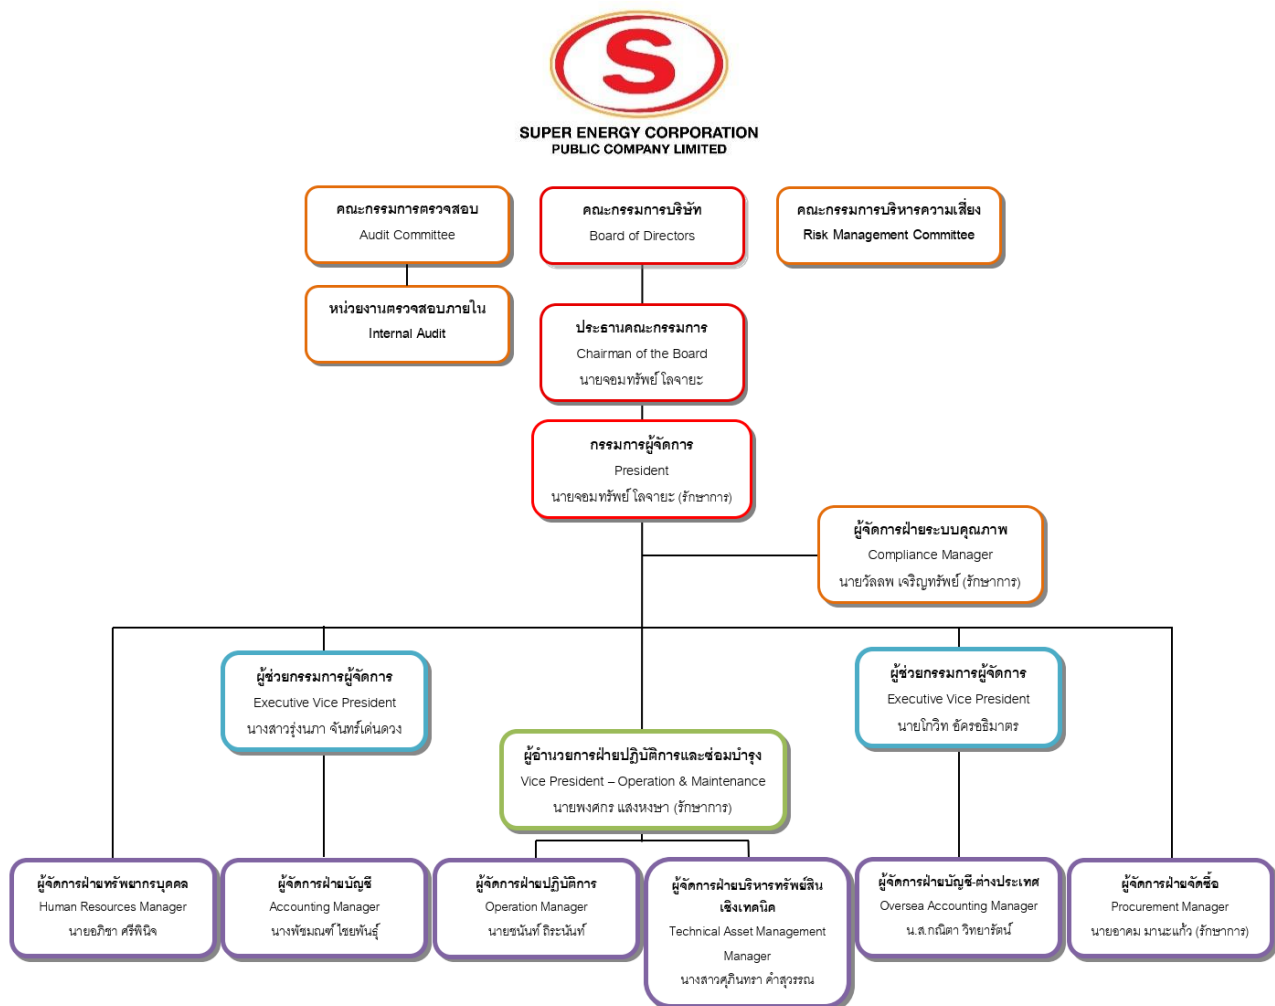 S
SUPER ENERGY CORPORATION
PUBLIC COMPANY LIMITED
คณะกรรมการตรวจสอบ
Audit Committee
คณะกรรมการบริษัท
Board of Directors
คณะกรรมการบริหารความเสี่ยง
Risk Management Committee
หน่วยงานตรวจสอบภายใน
Internal Audit
ประธานคณะกรรมการ
Chairman of the Board
นายจอมทรัพย์ โลจายะ
กรรมการผู้จัดการ
President
นายจอมทรัพย์ โลจายะ (รักษาการ)
ผู้จัดการฝ่ายระบบคุณภาพ
Compliance Manager
นายวัลลพ เจริญทรัพย์ (รักษาการ)
ผู้ช่วยกรรมการผู้จัดการ
Executive Vice President
นางสาวรุ่งนภา จันทร์เด่นดวง
ผู้ช่วยกรรมการผู้จัดการ
Executive Vice President
นายโกวิท อัครอธิมาตร
ผู้อำนวยการฝ่ายปฏิบัติการและซ่อมบำรุง
Vice President – Operation & Maintenance
นายพงศกร แสงหงษา (รักษาการ)
ผู้จัดการฝ่ายทรัพยากรบุคคล
Human Resources Manager
นายอภิชา ศรีพินิจ
ผู้จัดการฝ่ายบัญชี
Accounting Manager
นางพัชมณฑ์ ไชยพันธุ์
ผู้จัดการฝ่ายปฏิบัติการ
Operation Manager
นายชนันท์ ถิระนันท์
ผู้จัดการฝ่ายบริหารทรัพย์สิน
เชิงเทคนิค
Technical Asset Management
Manager
นางสาวศุภินทรา คำสุวรรณ
ผู้จัดการฝ่ายบัญชี-ต่างประเทศ
Oversea Accounting Manager
น.ส.กณิตา วิทยารัตน์
ผู้จัดการฝ่ายจัดซื้อ
Procurement Manager
นายอาคม มานะแก้ว (รักษาการ)